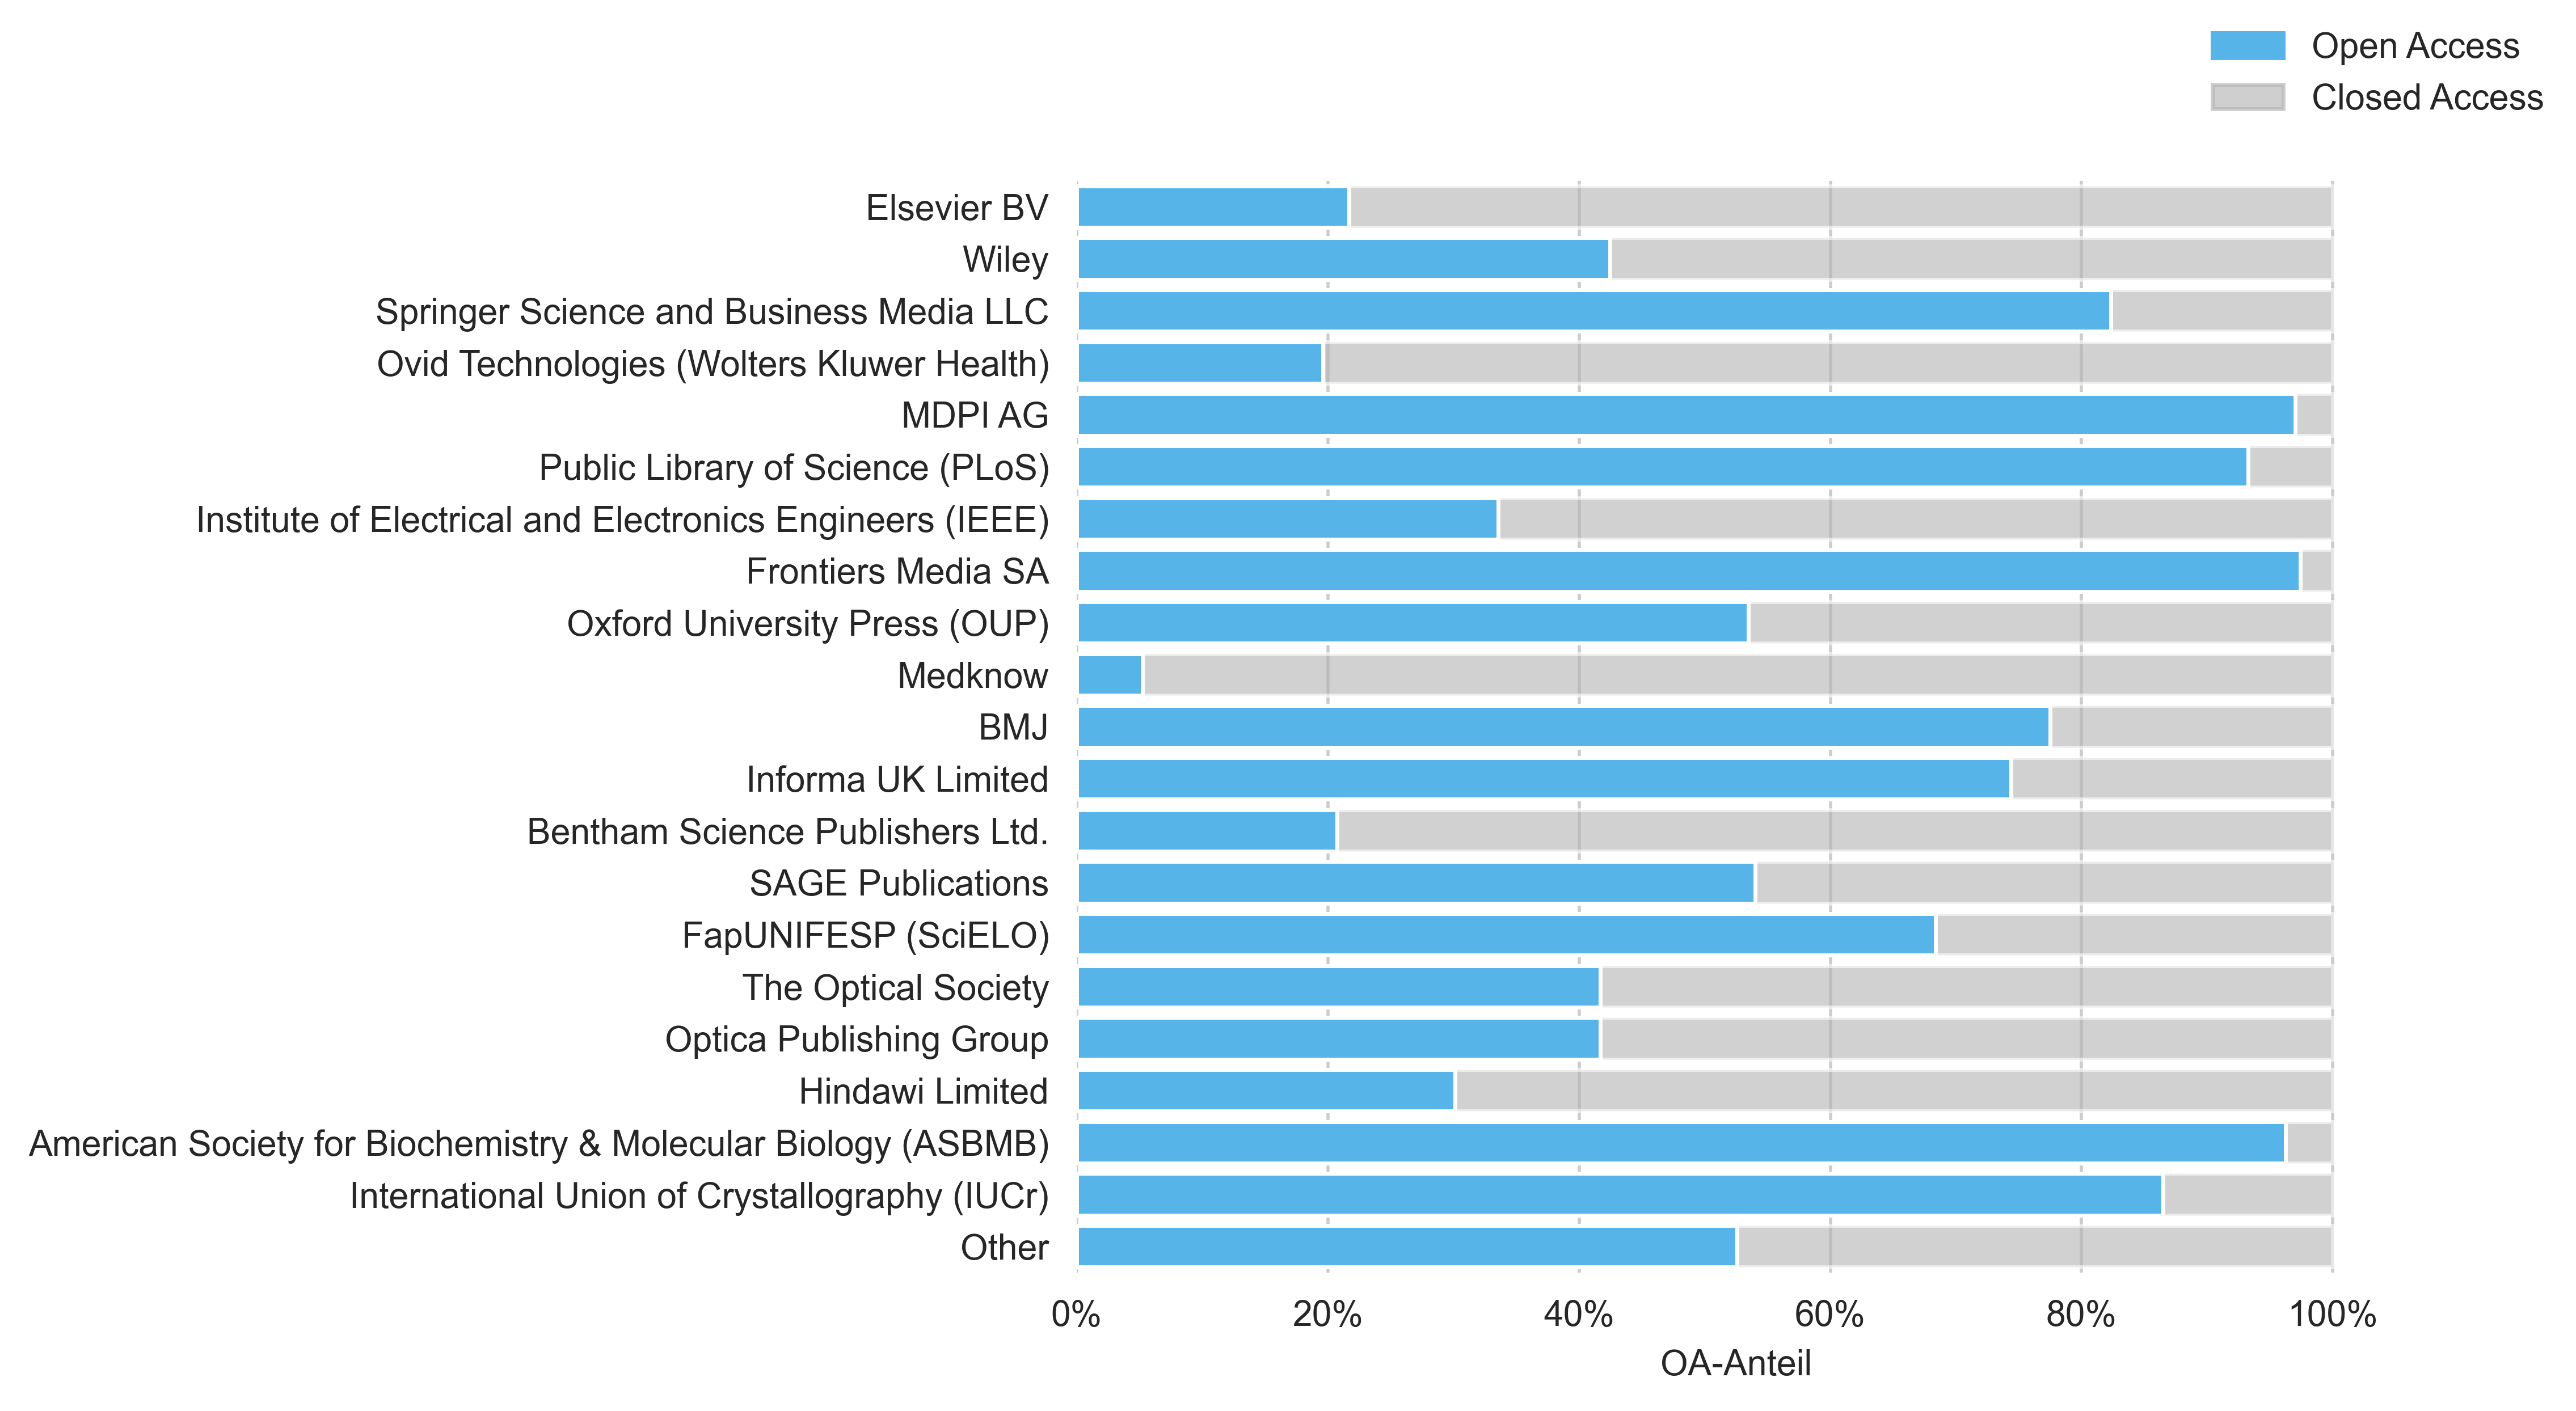 Open Access
Closed Access
Elsevier BV
Wiley
Springer Science and Business Media LLC
Ovid Technologies (Wolters Kluwer Health)
MDPI AG
Public Library of Science (PLoS)
Institute of Electrical and Electronics Engineers (IEEE)
Frontiers Media SA
Oxford University Press (OUP)
Medknow
BMJ
Informa UK Limited
Bentham Science Publishers Ltd.
SAGE Publications
FapUNIFESP (SciELO)
The Optical Society
Optica Publishing Group
Hindawi Limited
American Society for Biochemistry & Molecular Biology (ASBMB)
International Union of Crystallography (IUCr)
Other
0% 20% 40% 60% 80% 100%
OA-Anteil